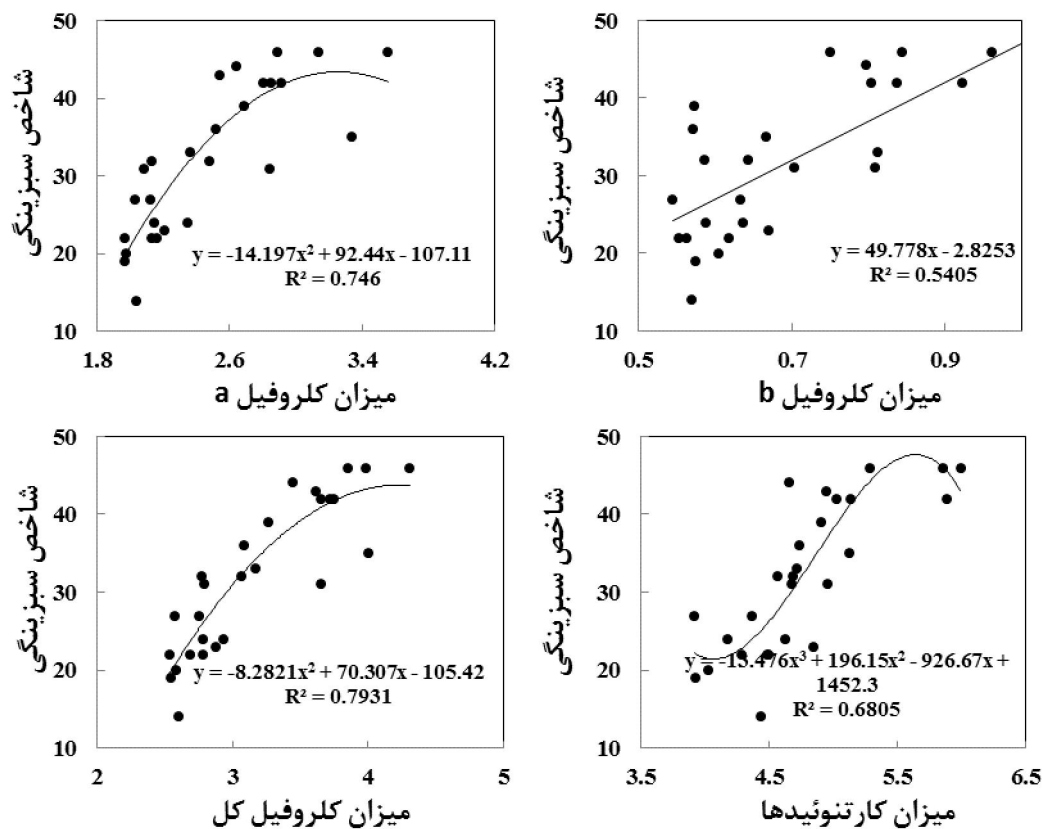 50
40
30
20
10
شاخص سبزینگی
y = -14.197x² + 92.44x - 107.11
R² = 0.746
1.8 2.6 3.4 4.2
میزان کلروفیل a
50
40
30
20
10
شاخص سبزینگی
y = 49.778x - 2.8253
R² = 0.5405
0.5 0.7 0.9
میزان کلروفیل b
50
40
30
20
10
شاخص سبزینگی
y = -8.2821x² + 70.307x - 105.42
R² = 0.7931
2 3 4 5
میزان کلروفیل کل
50
40
30
20
10
شاخص سبزینگی
y = -13.476x³ + 196.15x² - 926.67x +
1452.3
R² = 0.6805
3.5 4.5 5.5 6.5
میزان کارتنوئیدها